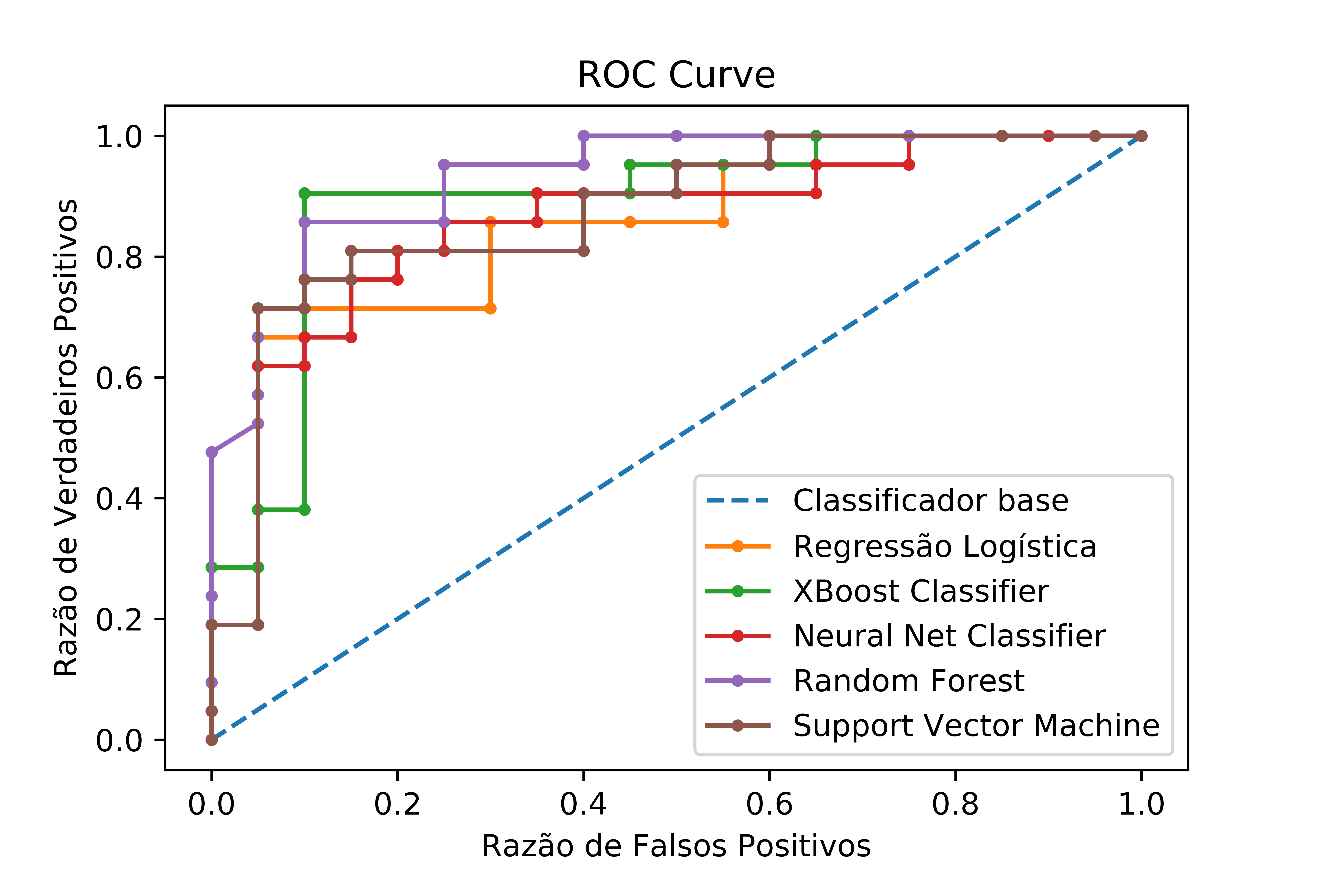 ROC Curve
1.0
0.8
0.6
0.4
0.2
0.0
Razão de Verdadeiros Positivos
Classificador base
Regressão Logística
XBoost Classifier
Neural Net Classifier
Random Forest
Support Vector Machine
0.0 0.2 0.4 0.6 0.8 1.0
Razão de Falsos Positivos